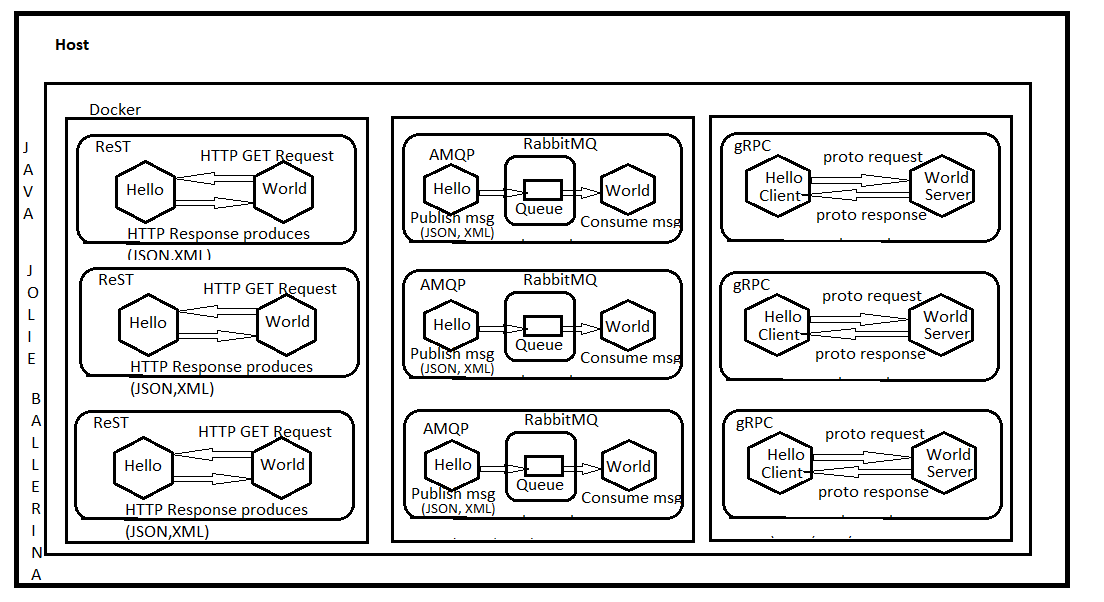 Host
Docker
JAVA
JOLIE
BALLERINA
ReST
HTTP GET Request
Hello
World
HTTP Response produces
(JSON,XML)
AMQP
RabbitMQ
Hello
Queue
World
Publish msg
(JSON, XML)
Consume msg
gRPC
proto request
Hello
Client
World
Server
proto response
ReST
HTTP GET Request
Hello
World
HTTP Response produces
(JSON,XML)
AMQP
RabbitMQ
Hello
Queue
World
Publish msg
(JSON, XML)
Consume msg
gRPC
proto request
Hello
Client
World
Server
proto response
ReST
HTTP GET Request
Hello
World
HTTP Response produces
(JSON,XML)
AMQP
RabbitMQ
Hello
Queue
World
Publish msg
(JSON, XML)
Consume msg
gRPC
proto request
Hello
Client
World
Server
proto response